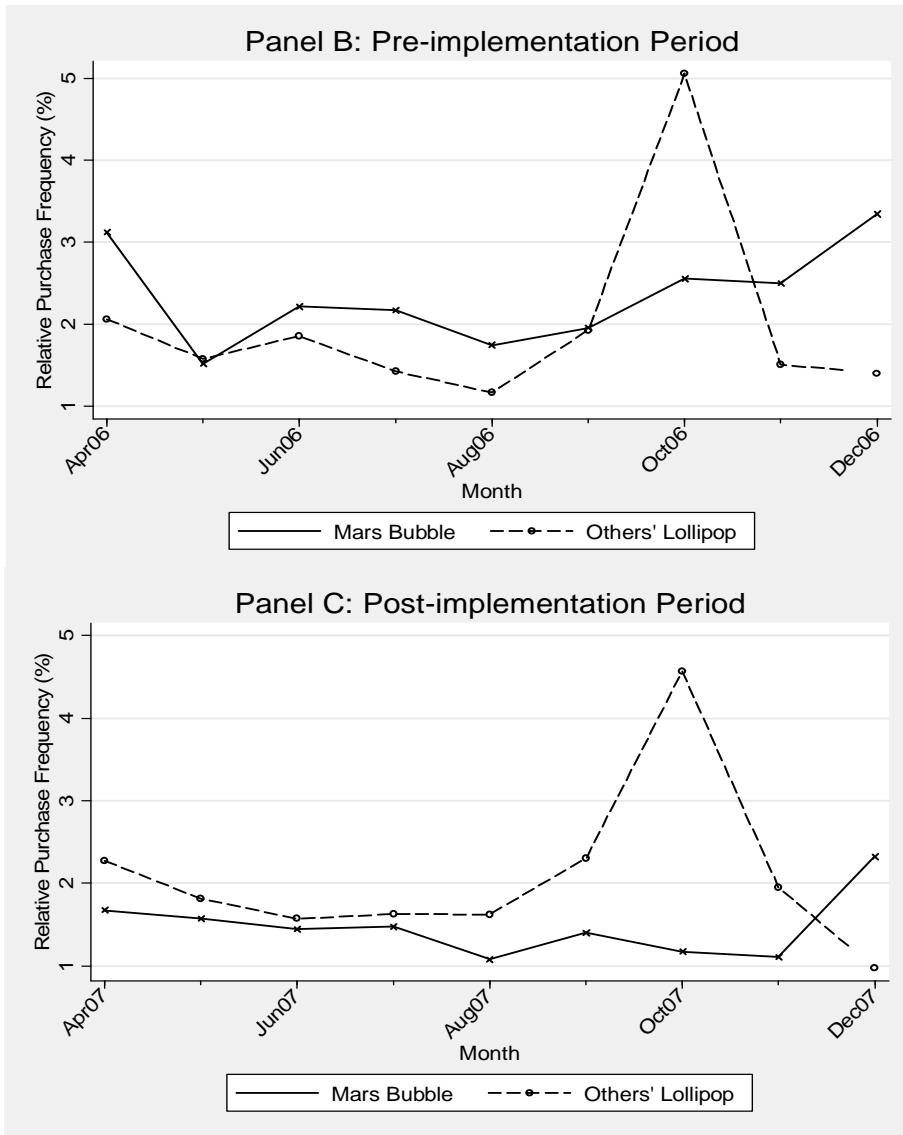 Panel B: Pre-implementation Period
Relative Purchase Frequency (%)
5
4
3
2
1
Apr06
Jun06
Aug06
Oct06
Dec06
Month
Mars Bubble
Others' Lollipop
Panel C: Post-implementation Period
Relative Purchase Frequency (%)
5
4
3
2
1
Apr07
Jun07
Aug07
Oct07
Dec07
Month
Mars Bubble
Others' Lollipop